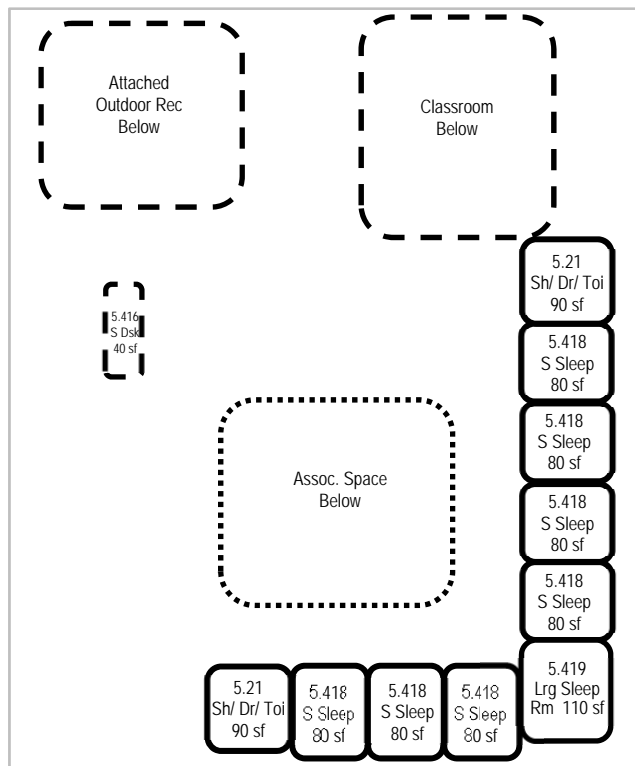 Attached
Outdoor Rec
Below
Classroom
Below
5.21
Sh/ Dr/ Toi
90 sf
5.416
S Dsk
40 sf
5.418
S Sleep
80 sf
5.418
S Sleep
80 sf
Assoc. Space
Below
5.418
S Sleep
80 sf
5.418
S Sleep
80 sf
5.419
Lrg Sleep
Rm 110 sf
5.21
Sh/ Dr/ Toi
90 sf
5.418
S Sleep
80 sf
5.418
S Sleep
80 sf
5.418
S Sleep
80 sf